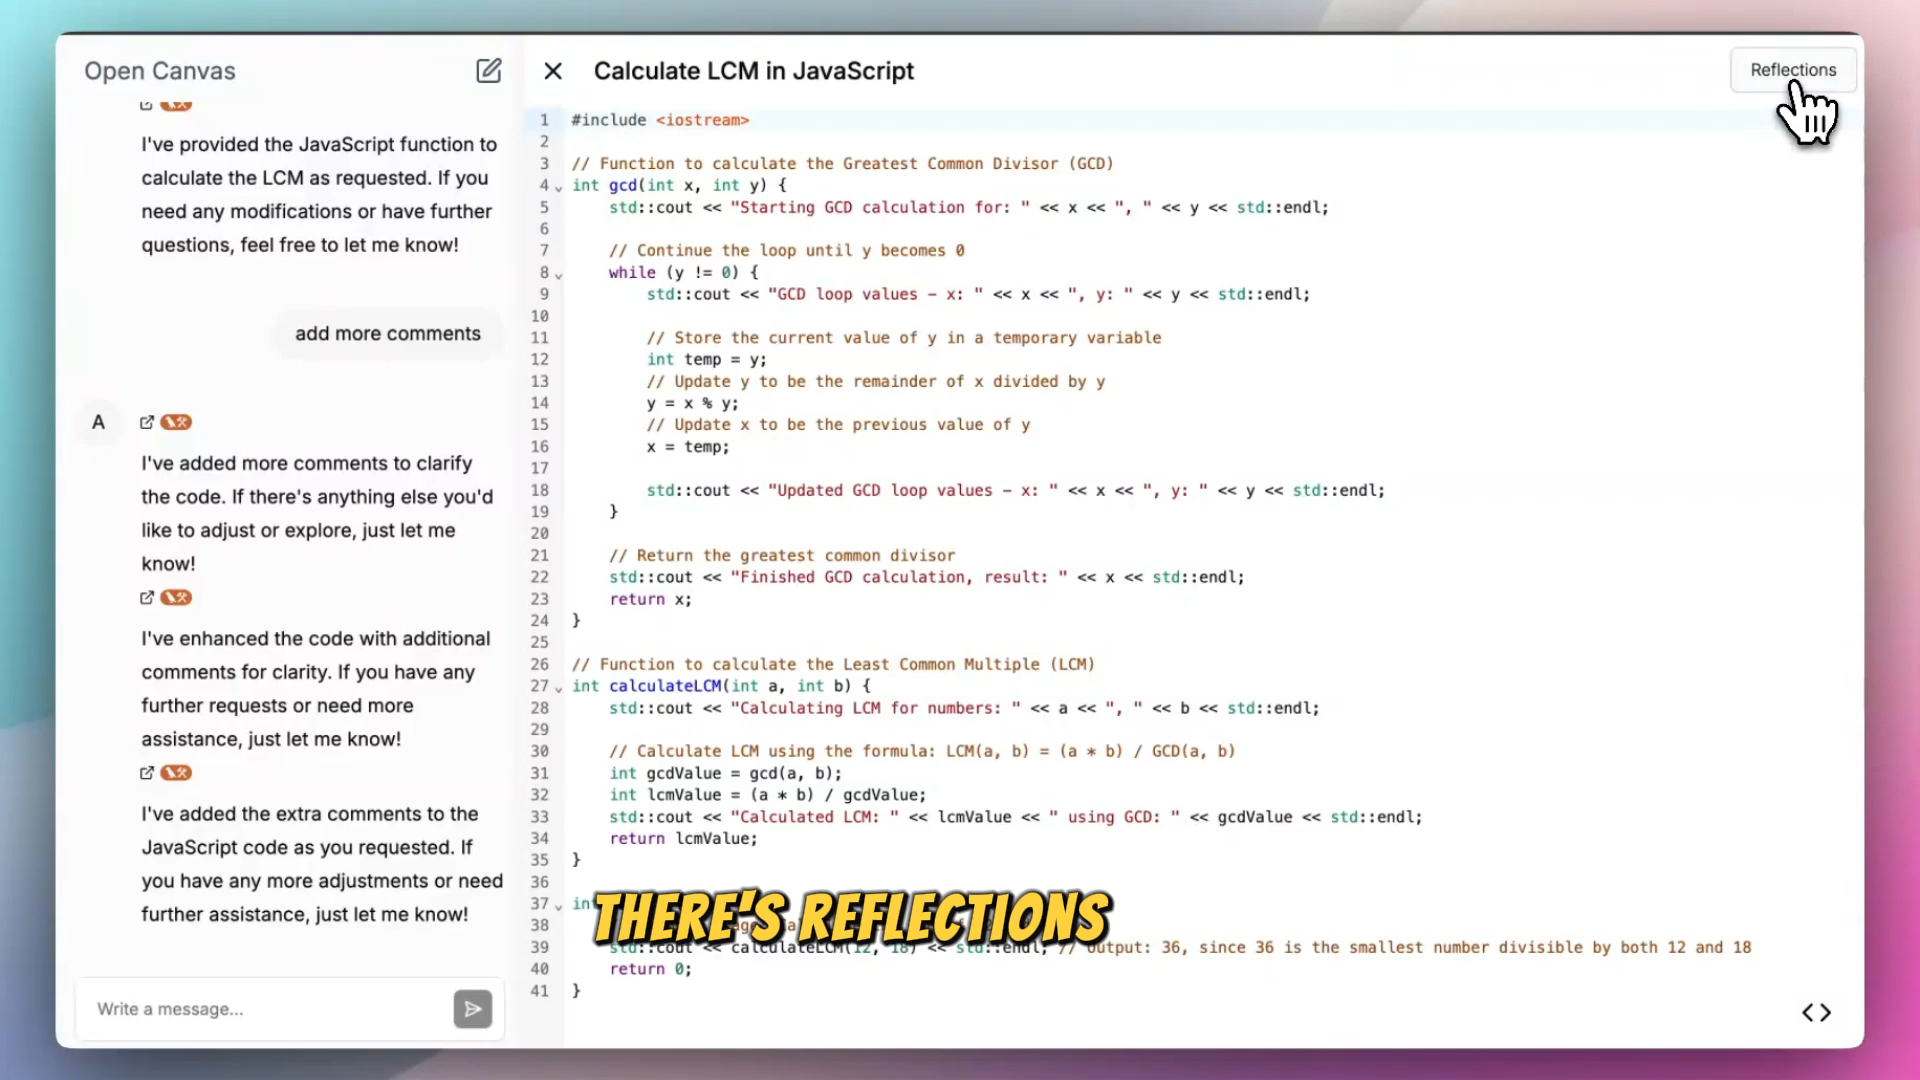 Open Canvas
I've provided the JavaScript function to
calculate the LCM as requested. If you
need any modifications or have further
questions, feel free to let me know!
add more comments
A
I've added more comments to clarify
the code. If there's anything else you'd
like to adjust or explore, just let me
know!
I've enhanced the code with additional
comments for clarity. If you have any
further requests or need more
assistance, just let me know!
I've added the extra comments to the
JavaScript code as you requested. If
you have any more adjustments or need
further assistance, just let me know!
Write a message...
Calculate LCM in JavaScript
Reflections
1 #include <iostream>
2
3 // Function to calculate the Greatest Common Divisor (GCD)
4 int gcd(int x, int y) {
5 std::cout << "Starting GCD calculation for: " << x << ", " << y << std::endl;
6
7 // Continue the loop until y becomes 0
8 while (y != 0) {
9 std::cout << "GCD loop values - x: " << x << ", y: " << y << std::endl;
10
11 // Store the current value of y in a temporary variable
12 int temp = y;
13 // Update y to be the remainder of x divided by y
14 y = x % y;
15 // Update x to be the previous value of y
16 x = temp;
17
18 std::cout << "Updated GCD loop values - x: " << x << ", y: " << y << std::endl;
19 }
20
21 // Return the greatest common divisor
22 std::cout << "Finished GCD calculation, result: " << x << std::endl;
23 return x;
24 }
25
26 // Function to calculate the Least Common Multiple (LCM)
27 int calculateLCM(int a, int b) {
28 std::cout << "Calculating LCM for numbers: " << a << ", " << b << std::endl;
29
30 // Calculate LCM using the formula: LCM(a, b) = (a * b) / GCD(a, b)
31 int gcdValue = gcd(a, b);
32 int lcmValue = (a * b) / gcdValue;
33 std::cout << "Calculated LCM: " << lcmValue << " using GCD: " << gcdValue << std::endl;
34 return lcmValue;
35 }
36
37 int
THERE'S REFLECTIONS
38
39 std::cout << calculateLCM(12, 18) << std::endl; // Output: 36, since 36 is the smallest number divisible by both 12 and 18
40 return 0;
41 }